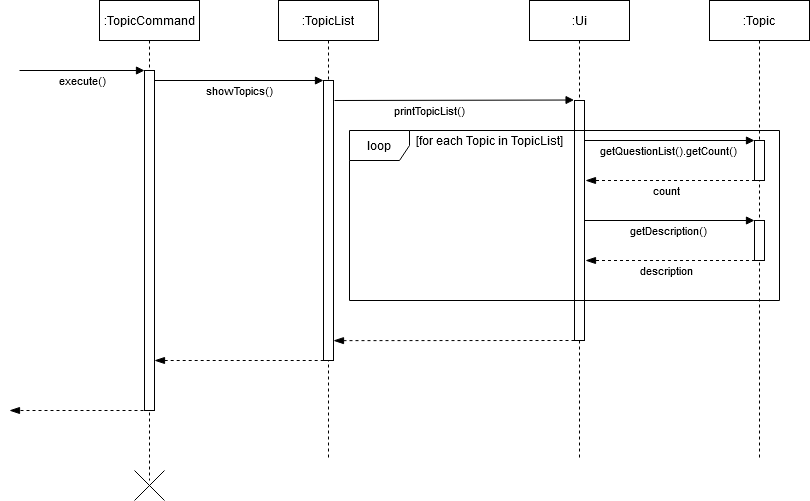 :TopicCommand
:TopicList
:Ui
:Topic
execute()
showTopics()
printTopicList()
loop
[for each Topic in TopicList]
getQuestionList().getCount()
count
getDescription()
description